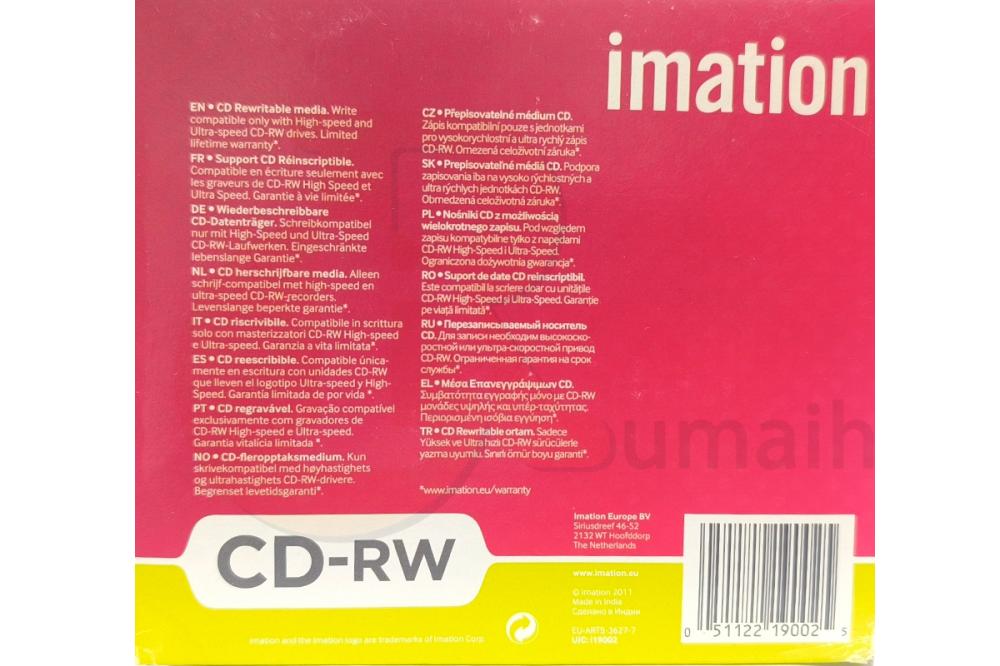 imation
EN • CD Rewritable media. Write
compatible only with High-speed and
Ultra-speed CD-RW drives. Limited
lifetime warranty*.
FR • Support CD Réinscriptible.
Compatible en écriture seulement avec
les graveurs de CD-RW High Speed et
Ultra Speed. Garantie à vie limitée*.
DE • Wiederbeschreibbare
CD-Datenträger. Schreibkompatibel
nur mit High-Speed und Ultra-Speed
CD-RW-Laufwerken. Eingeschränkte
lebenslange Garantie*.
NL • CD herschrijfbare media. Alleen
schrijf-compatibel met high-speed en
ultra-speed CD-RW-recorders.
Levenslange beperkte garantie*.
IT • CD riscrivibile. Compatibile in scrittura
solo con masterizzatori CD-RW High-speed
e Ultra-speed. Garanzia a vita limitata*.
ES • CD reescribible. Compatible única-
mente en escritura con unidades CD-RW
que lleven el logotipo Ultra-speed y High-
Speed. Garantía limitada de por vida *.
PT • CD regravável. Gravação compatível
exclusivamente com gravadores de
CD-RW High-speed e Ultra-speed.
Garantia vitalícia limitada *.
NO • CD-fleropptaksmedium. Kun
skrivekompatibel med høyhastighets
og ultrahastighets CD-RW-drivere.
Begrenset levetidsgaranti*.
CZ • Přepisovatelné médium CD.
Zápis kompatibilní pouze s jednotkami
pro vysokorychlostní a ultra rychlý zápis
CD-RW. Omezená celoživotní záruka*.
SK • Prepisovateľné médiá CD. Podpora
zapisovania iba na vysoko rýchlostných a
ultra rýchlych jednotkách CD-RW.
Obmedzená celoživotná záruka*.
PL • Nośniki CD z możliwością
wielokrotnego zapisu. Pod względem
zapisu kompatybilne tylko z napędami
CD-RW High-Speed i Ultra-Speed.
Ograniczona dożywotnia gwarancja*.
RO • Suport de date CD reinscriptibil.
Este compatibil la scriere doar cu unităţile
CD-RW High-Speed şi Ultra-Speed. Garanţie
pe viaţă limitată*.
RU • Перезаписываемый носитель
CD. Для записи необходим высокоско-
ростной или ультра-скоростной привод
CD-RW. Ограниченная гарантия на срок
службы*.
EL • Μέσα Επανεγγράψιμων CD.
Συμβατότητα εγγραφής μόνο με CD-RW
μονάδες υψηλής και υπέρ-ταχύτητας.
Περιορισμένη ισόβια εγγύηση*.
TR • CD Rewritable ortam. Sadece
Yüksek ve Ultra hızlı CD-RW sürücülerle
yazma uyumlu. Sınırlı ömür boyu garanti*.
*www.imation.eu/warranty
umaih
CD-RW
Imation Europe BV
Siriusdreef 46-52
2132 WT Hoofddorp
The Netherlands
www.imation.eu
© Imation 2011
Made in India
Сделано в Индии
EU-ARTS-3627-7
UIC: I19002
0 51122 19002 5
Imation and the Imation logo are trademarks of Imation Corp.